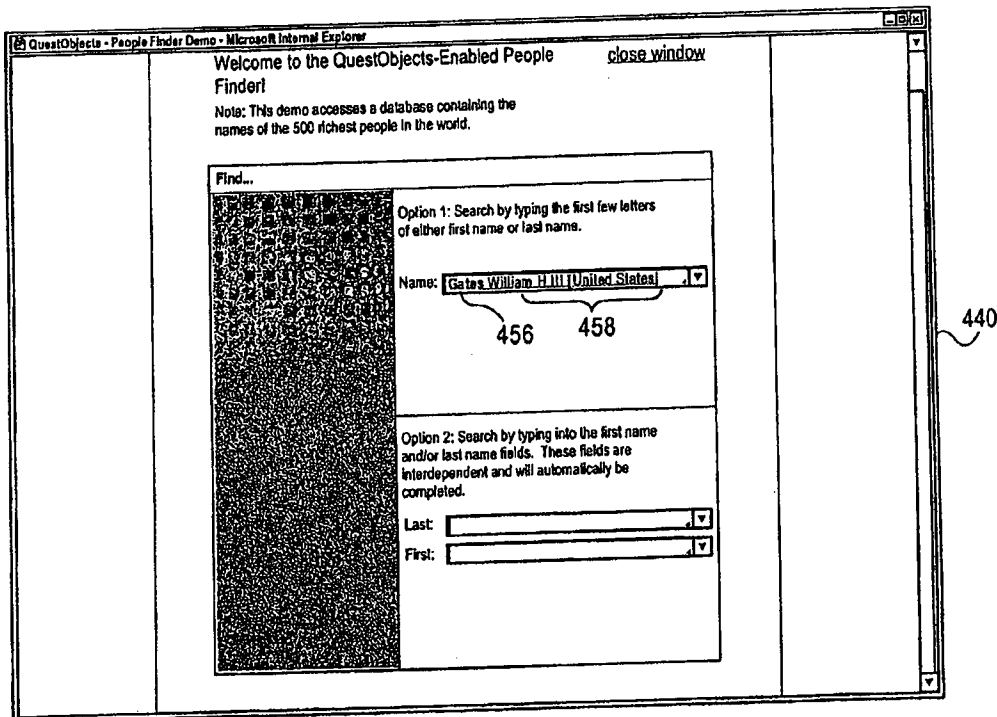 QuestObjects - People Finder Demo - Microsoft Internet Explorer
Welcome to the QuestObjects-Enabled People
Finder!
close window
Note: This demo accesses a database containing the
names of the 500 richest people in the world.
Find...
Option 1: Search by typing the first few letters
of either first name or last name.
Name: Gates William H III [United States]
456
458
440
Option 2: Search by typing into the first name
and/or last name fields. These fields are
interdependent and will automatically be
completed.
Last:
First: